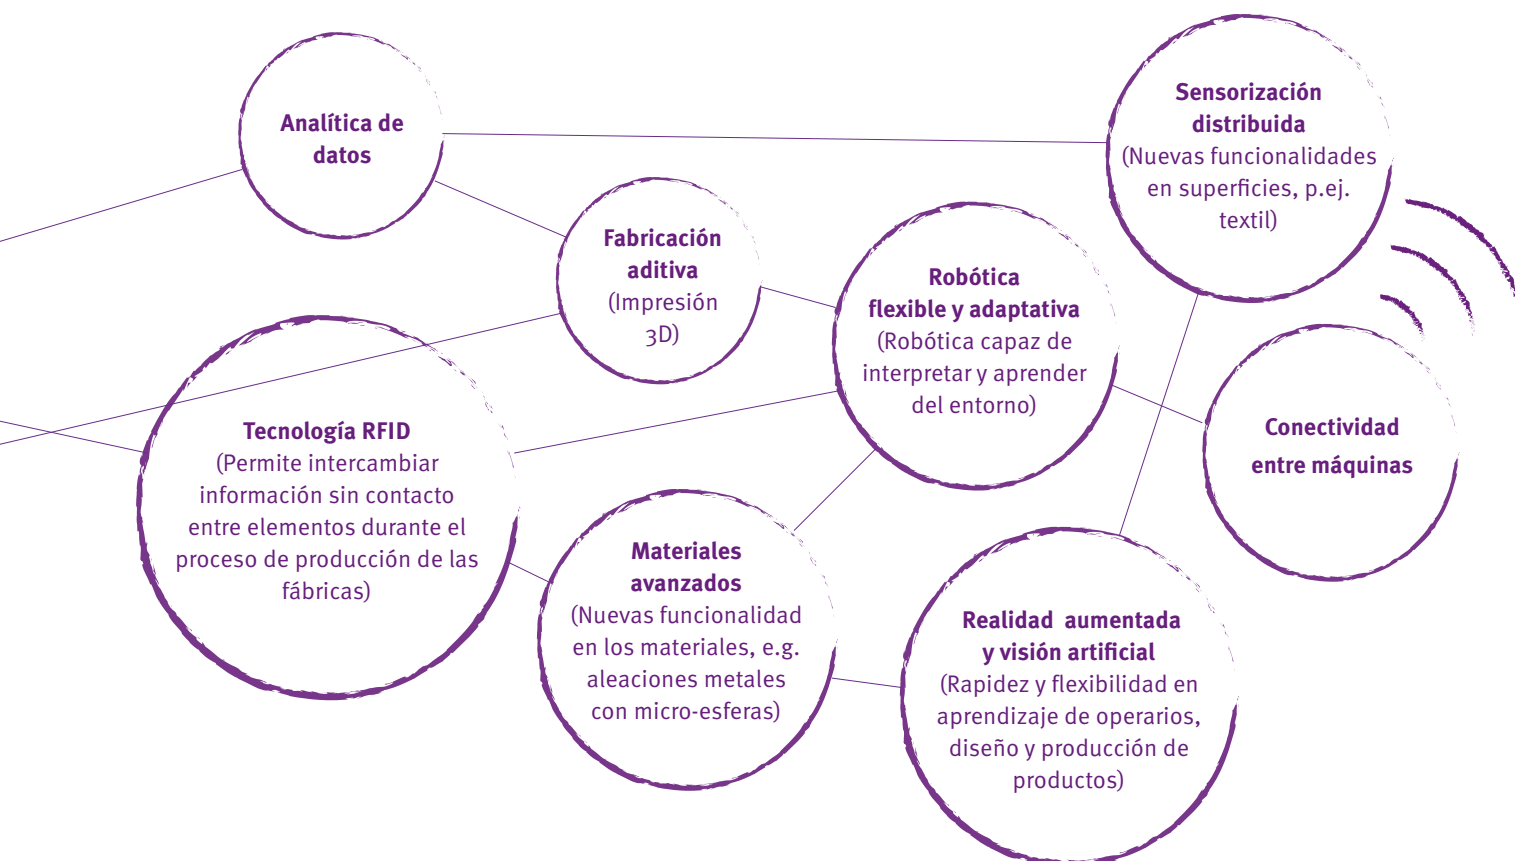 Analítica de
datos
Sensorización
distribuida
(Nuevas funcionalidades
en superficies, p.ej.
textil)
Fabricación
aditiva
(Impresión
3D)
Robótica
flexible y adaptativa
(Robótica capaz de
interpretar y aprender
del entorno)
Tecnología RFID
(Permite intercambiar
información sin contacto
entre elementos durante el
proceso de producción de las
fábricas)
Conectividad
entre máquinas
Materiales
avanzados
(Nuevas funcionalidad
en los materiales, e.g.
aleaciones metales
con micro-esferas)
Realidad aumentada
y visión artificial
(Rapidez y flexibilidad en
aprendizaje de operarios,
diseño y producción de
productos)